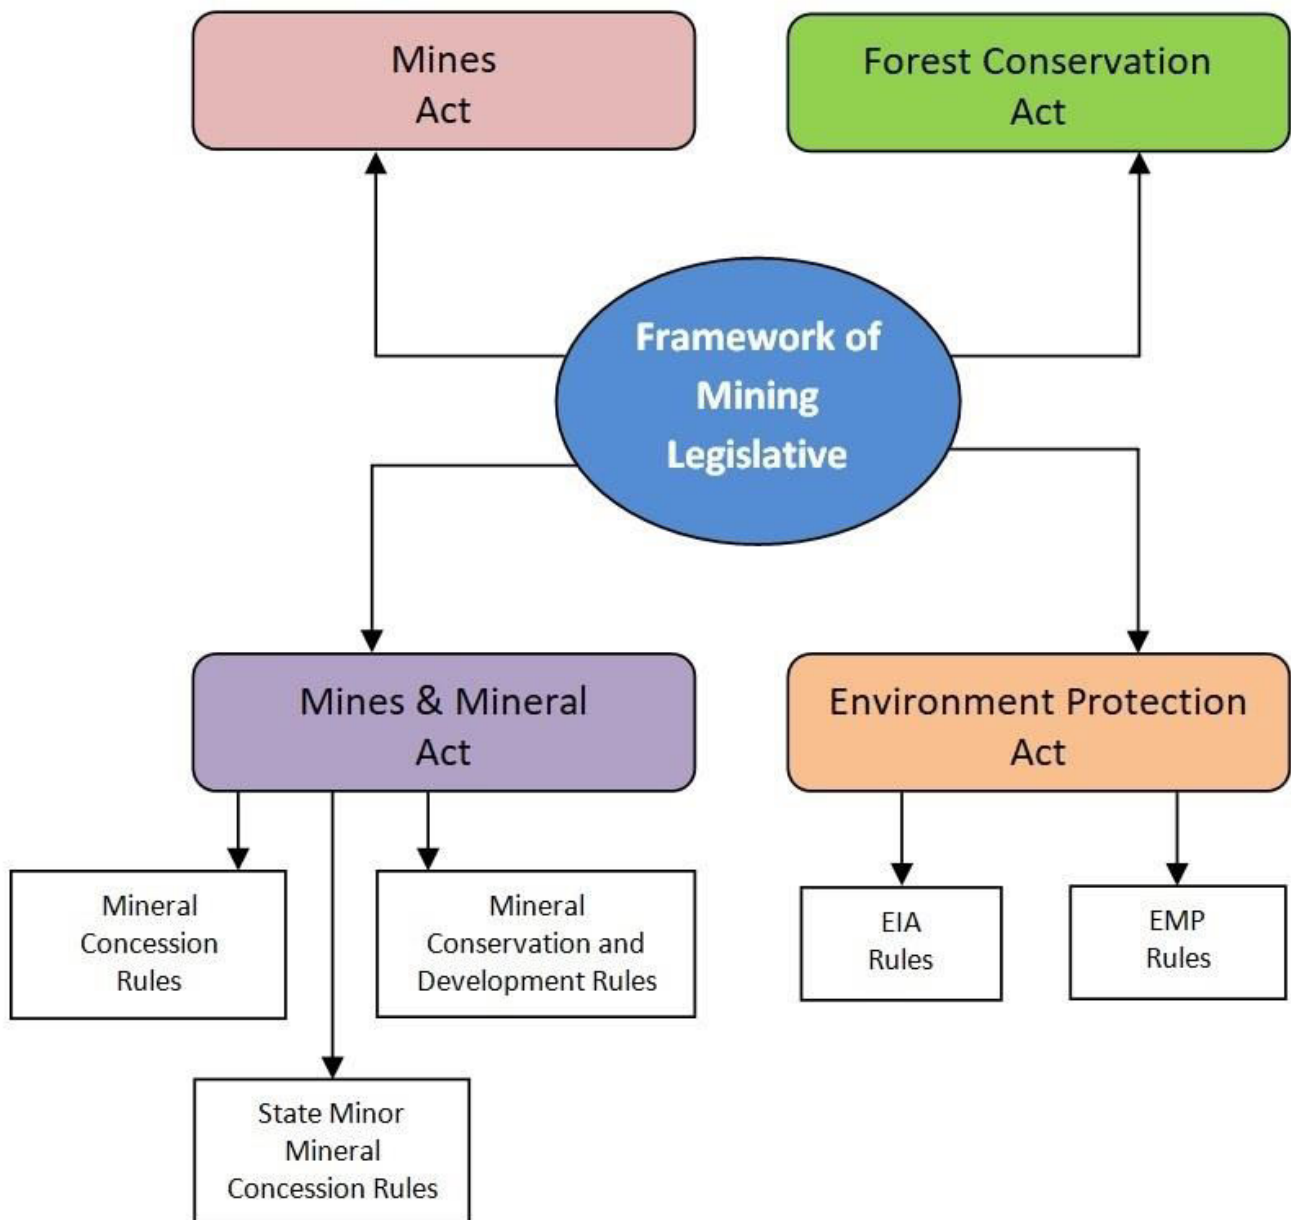 Mines
Act
Forest Conservation
Act
Framework of
Mining
Legislative
Mines & Mineral
Act
Environment Protection
Act
Mineral
Concession
Rules
Mineral
Conservation and
Development Rules
EIA
Rules
EMP
Rules
State Minor
Mineral
Concession Rules